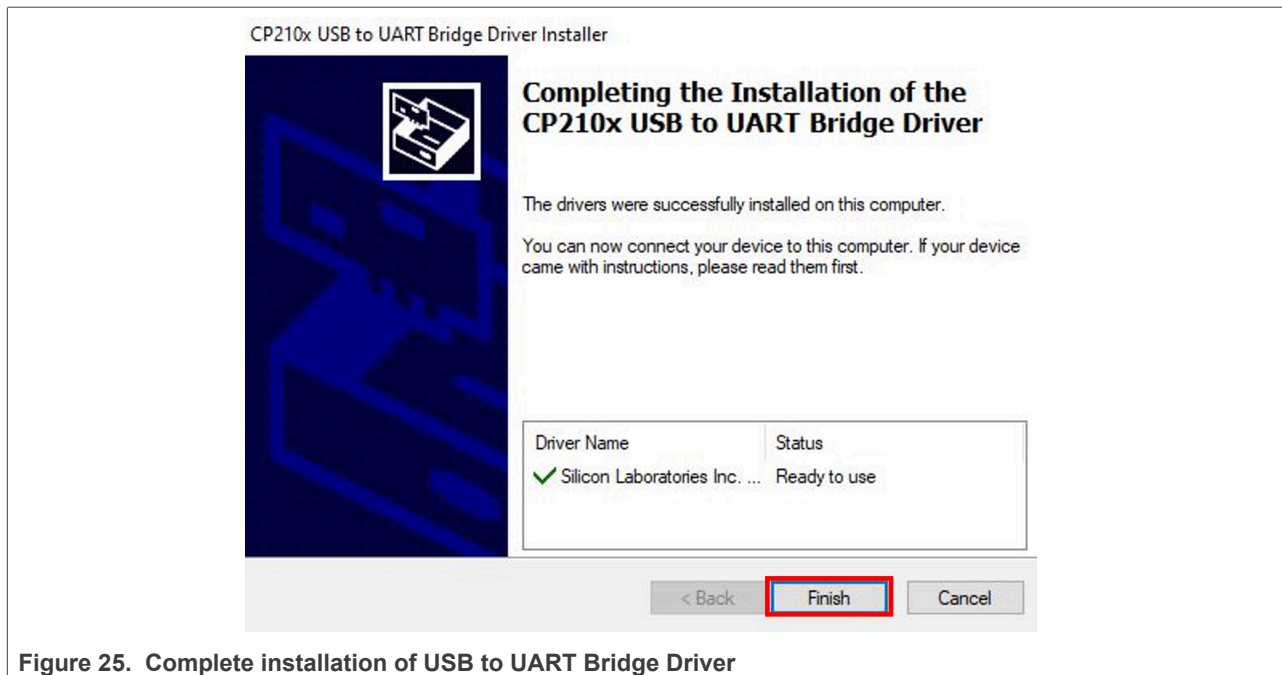 CP210x USB to UART Bridge Driver Installer
Completing the Installation of the
CP210x USB to UART Bridge Driver
The drivers were successfully installed on this computer.
You can now connect your device to this computer. If your device
came with instructions, please read them first.
Driver Name Status
Silicon Laboratories Inc. ... Ready to use
< Back Finish Cancel
Figure 25. Complete installation of USB to UART Bridge Driver